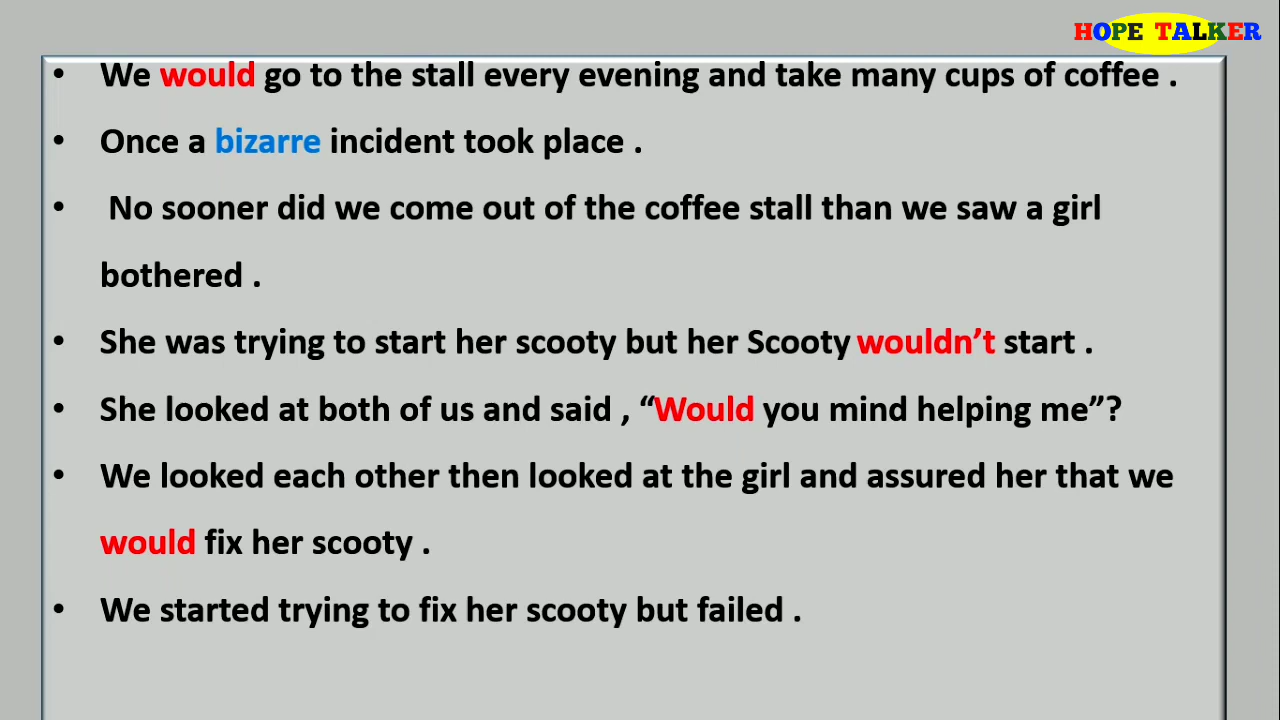 HOPE TALKER
• We would go to the stall every evening and take many cups of coffee .
• Once a bizarre incident took place .
• No sooner did we come out of the coffee stall than we saw a girl
bothered .
• She was trying to start her scooty but her Scooty wouldn’t start .
• She looked at both of us and said , “Would you mind helping me”?
• We looked each other then looked at the girl and assured her that we
would fix her scooty .
• We started trying to fix her scooty but failed .